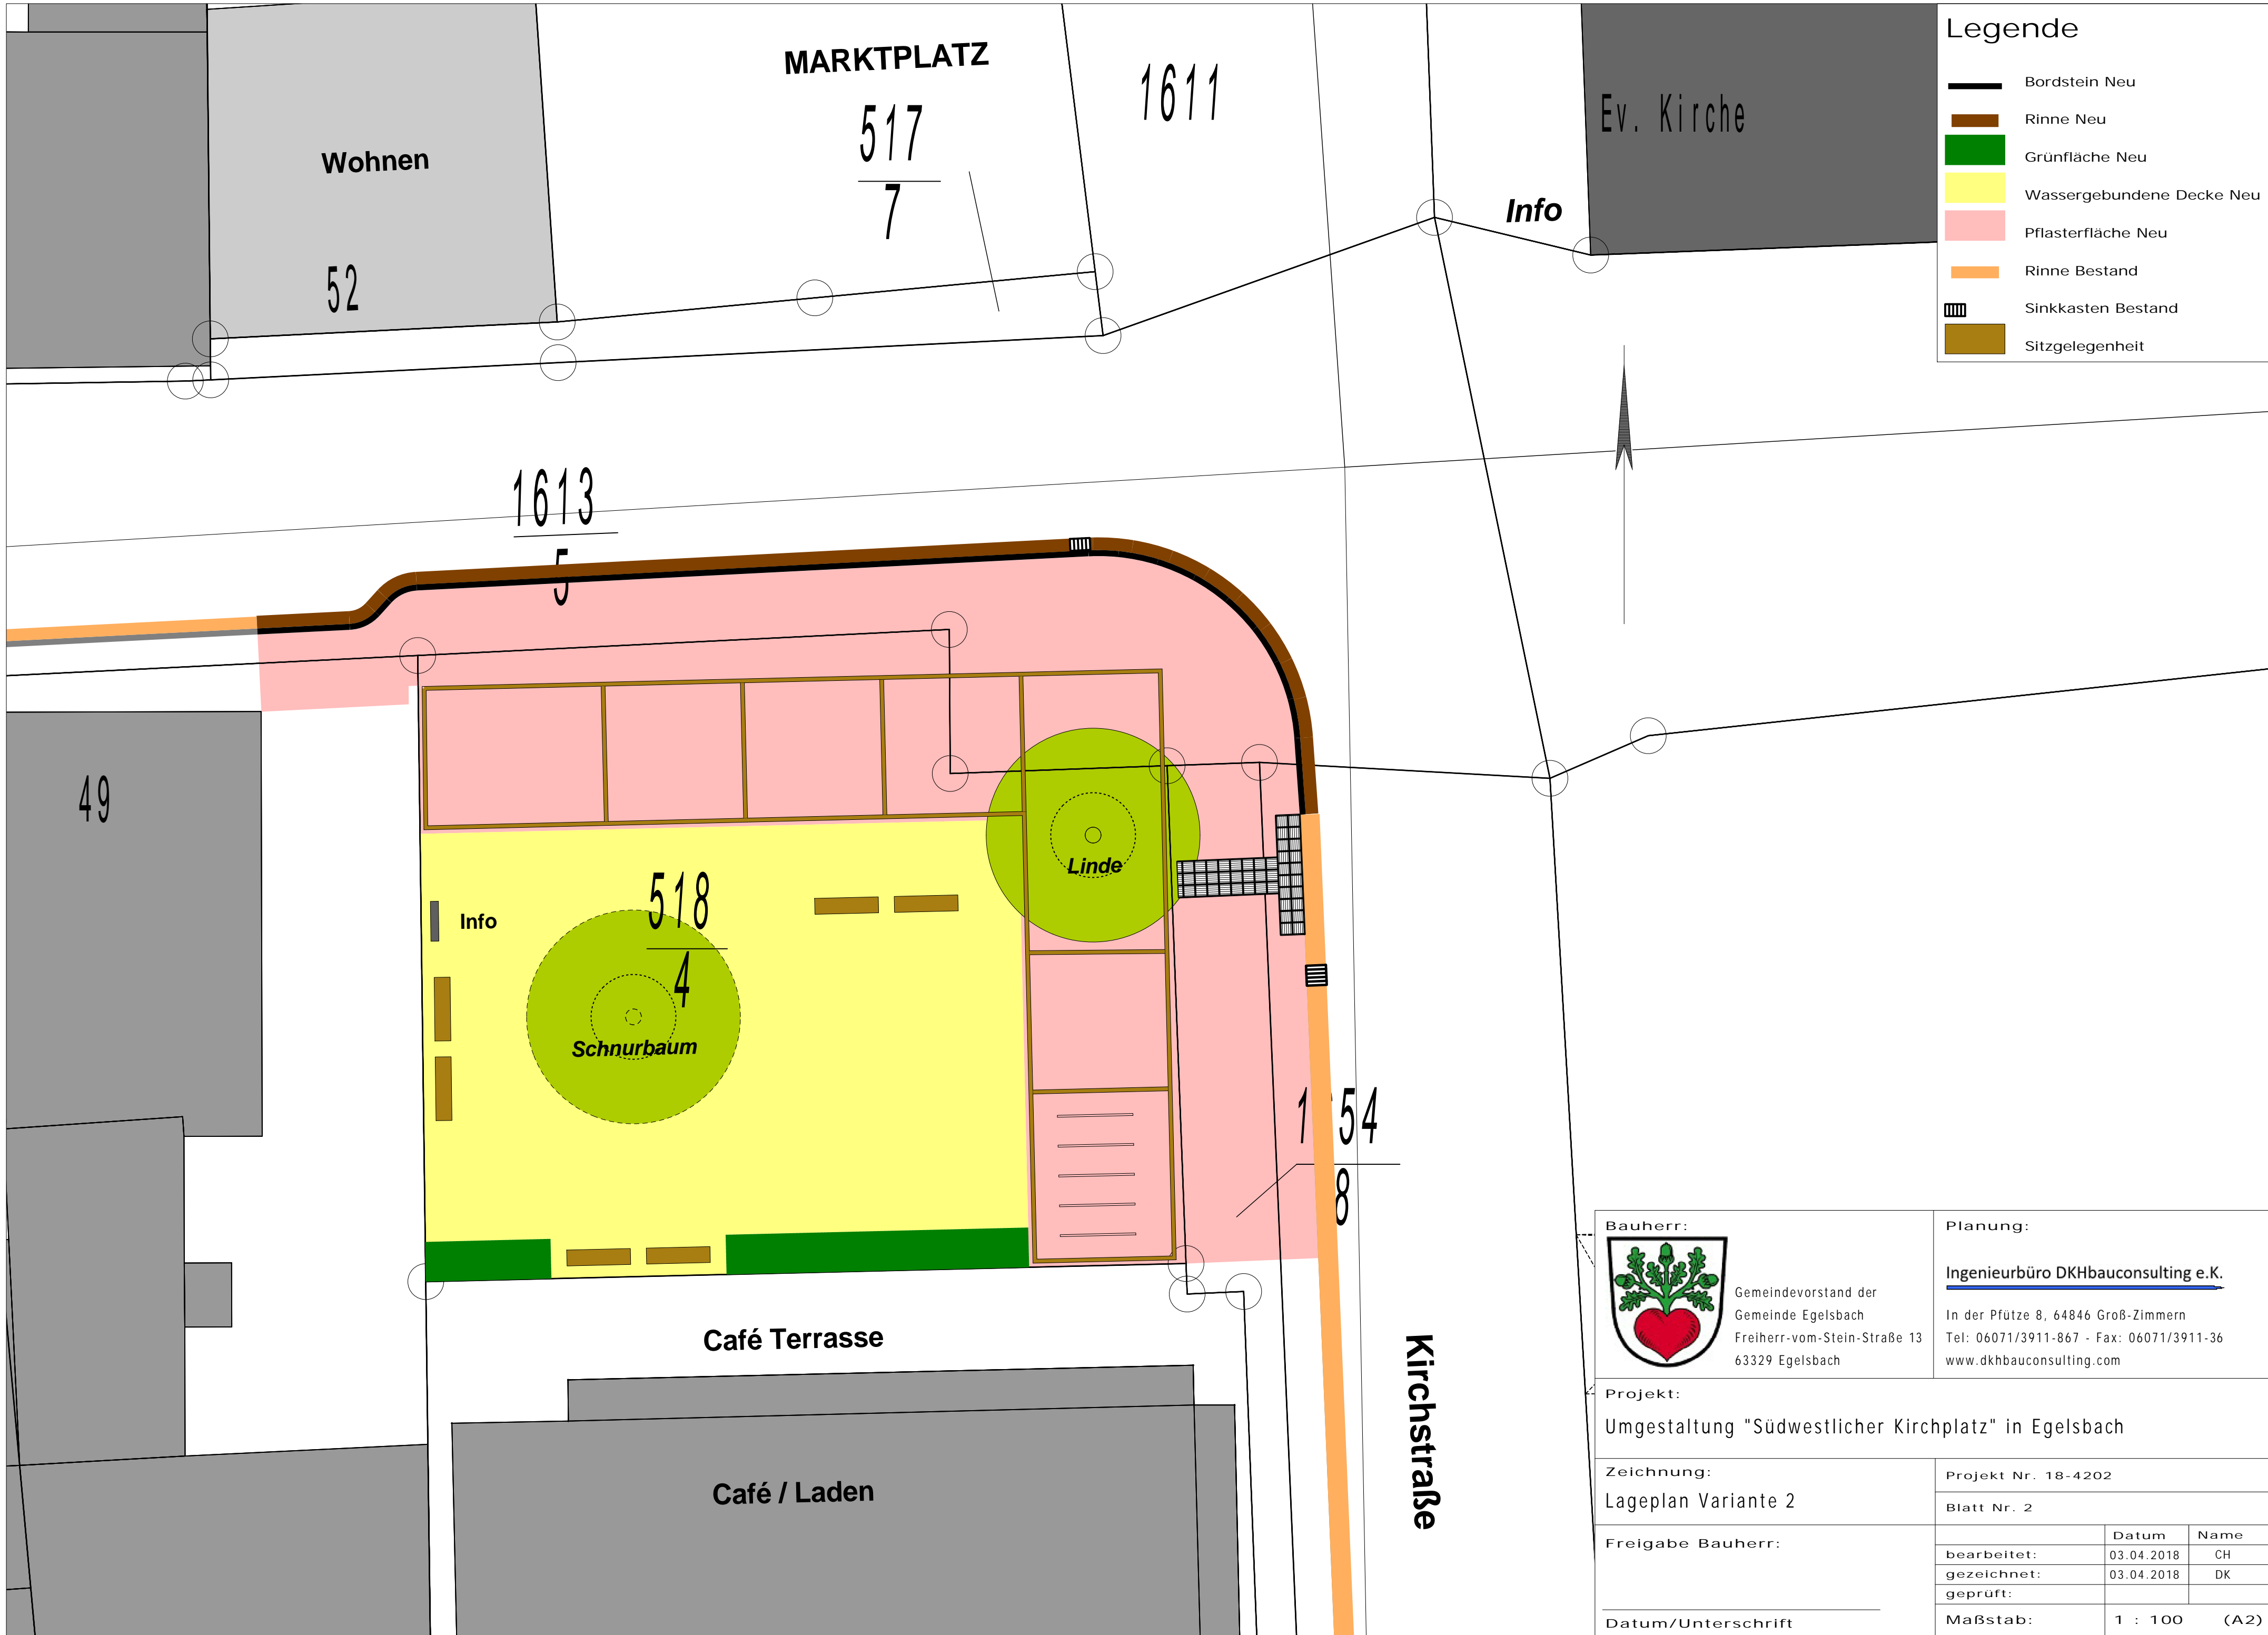 MARKTPLATZ
517
7
1611
Ev. Kirche
Info
Wohnen
52
Legende
Bordstein Neu
Rinne Neu
Grünfläche Neu
Wassergebundene Decke Neu
Pflasterfläche Neu
Rinne Bestand
Sinkkasten Bestand
Sitzgelegenheit
1613
5
49
Linde
518
4
Info
Schnurbaum
54
8
Café Terrasse
Café / Laden
Kirchstraße
Bauherr:
Gemeindevorstand der
Gemeinde Egelsbach
Freiherr-vom-Stein-Straße 13
63329 Egelsbach
Planung:
Ingenieurbüro DKHbauconsulting e.K.
In der Pfütze 8, 64846 Groß-Zimmern
Tel: 06071/3911-867 - Fax: 06071/3911-36
www.dkhbauconsulting.com
Projekt:
Umgestaltung "Südwestlicher Kirchplatz" in Egelsbach
Zeichnung:
Lageplan Variante 2
Projekt Nr. 18-4202
Blatt Nr. 2
Freigabe Bauherr:
Datum/Unterschrift
Datum Name
bearbeitet: 03.04.2018 CH
gezeichnet: 03.04.2018 DK
geprüft:
Maßstab: 1 : 100 (A2)